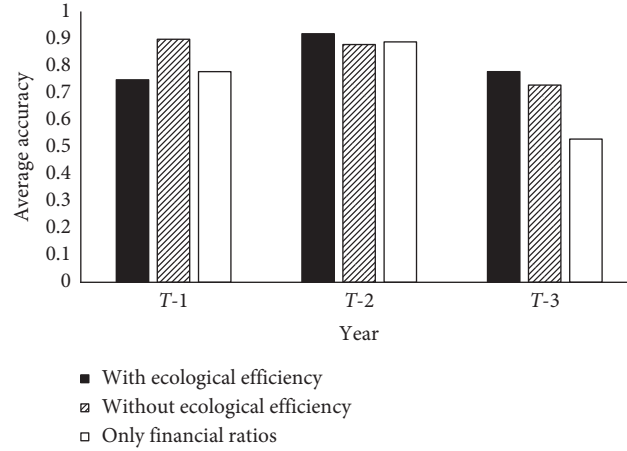 1
0.9
0.8
0.7
0.6
0.5
0.4
0.3
0.2
0.1
0
Average accuracy
T-1
T-2
T-3
Year
With ecological efficiency
Without ecological efficiency
Only financial ratios